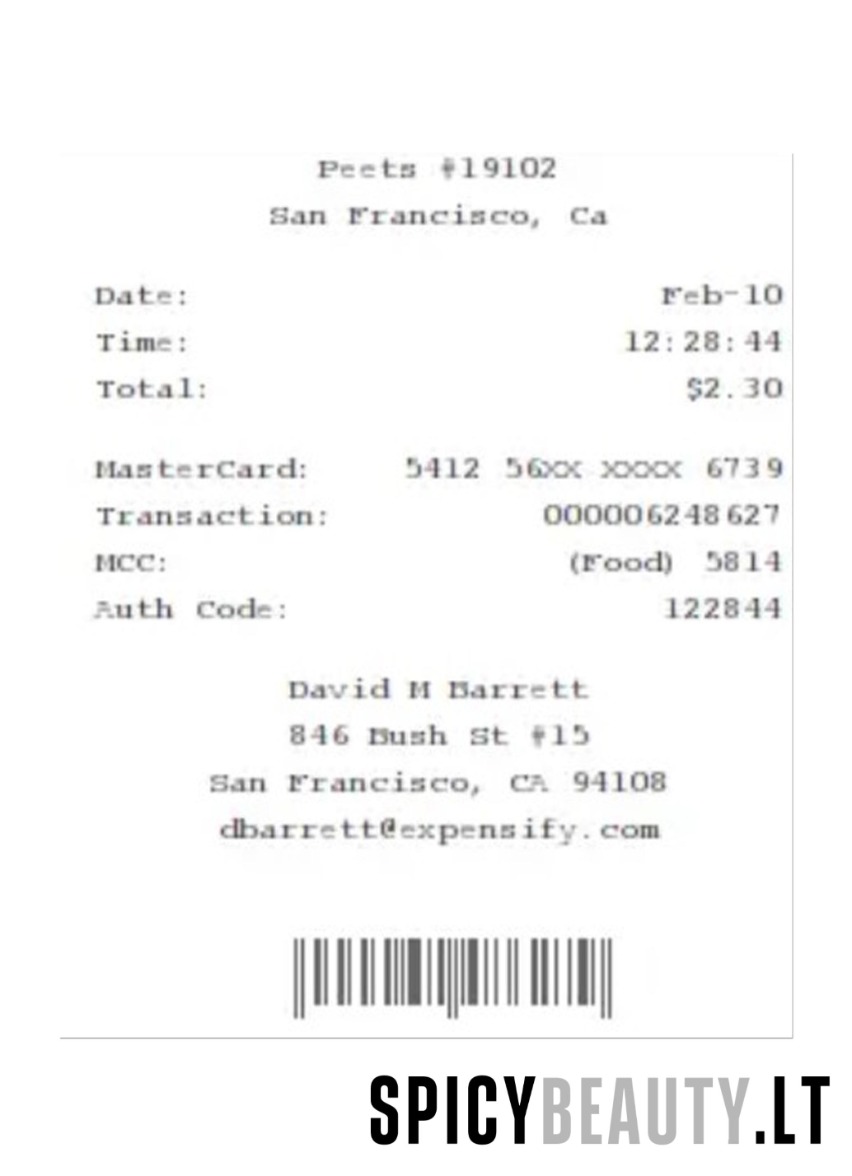 Peets #19102
San Francisco, Ca
Date: Feb-10
Time: 12:28:44
Total: $2.30
MasterCard: 5412 56XX XXXX 6739
Transaction: 000006248627
MCC: (Food) 5814
Auth Code: 122844
David M Barrett
846 Bush St #15
San Francisco, CA 94108
dbarrett@expensify.com
SPICYBEAUTY.LT